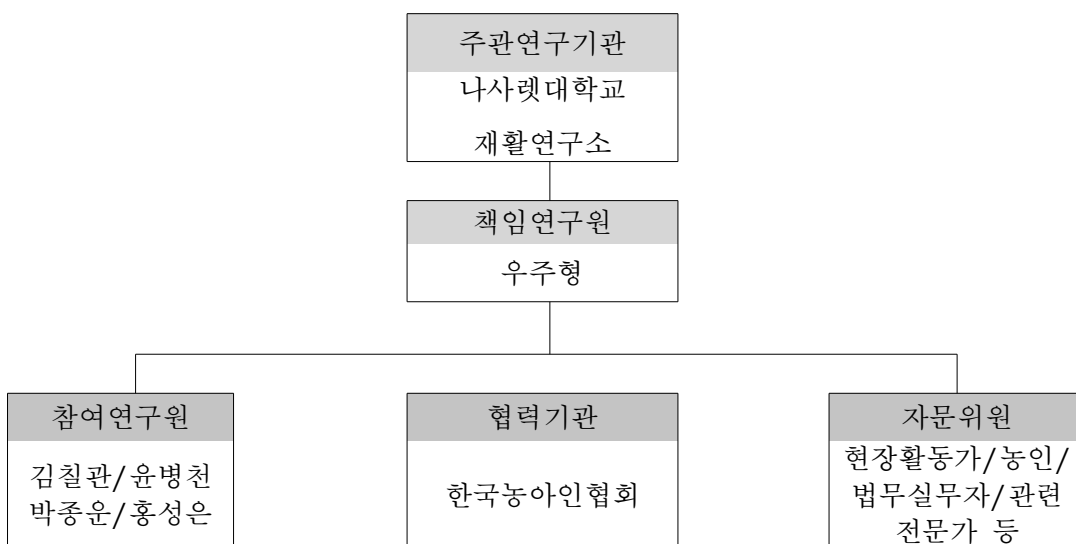 주관연구기관
나사렛대학교
재활연구소
책임연구원
우주형
참여연구원
김칠관/윤병천
박종운/홍성은
협력기관
한국농아인협회
자문위원
현장활동가/농인/
법무실무자/관련
전문가 등